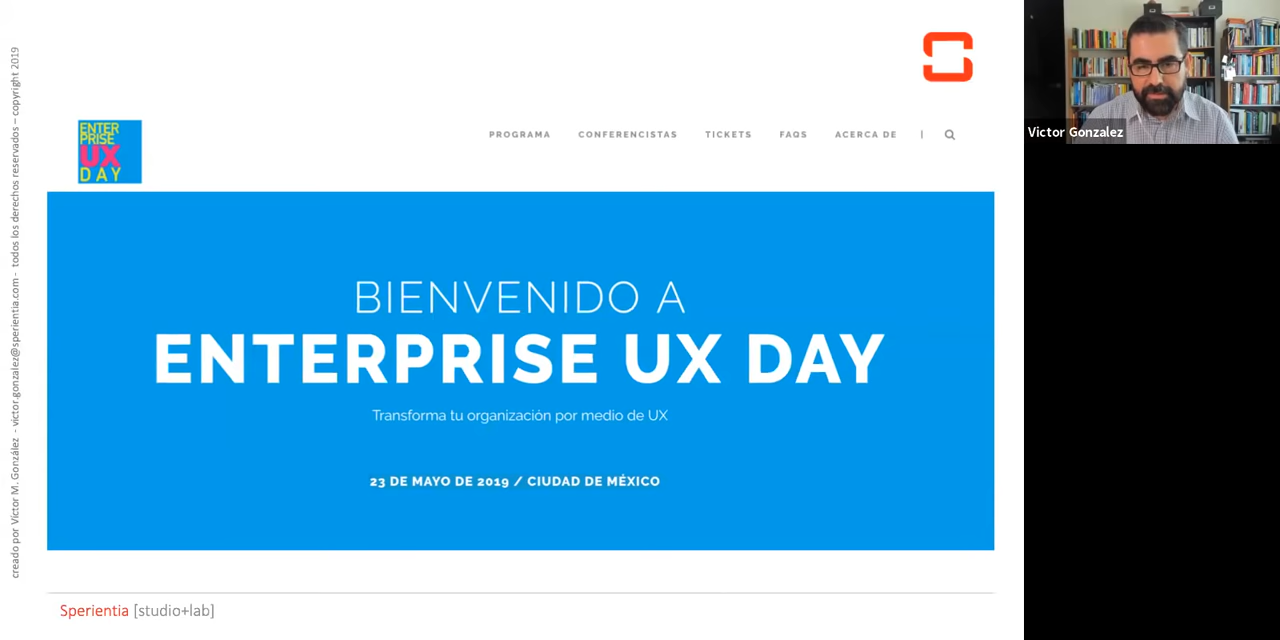 creado por Víctor M. González - victor.gonzalez@sperientia.com - todos los derechos reservados – copyright 2019
ENTER
PRISE
UX
DAY
PROGRAMA CONFERENCISTAS TICKETS FAQS ACERCA DE |
BIENVENIDO A
ENTERPRISE UX DAY
Transforma tu organización por medio de UX
23 DE MAYO DE 2019 / CIUDAD DE MÉXICO
Sperientia [studio+lab]
Victor Gonzalez